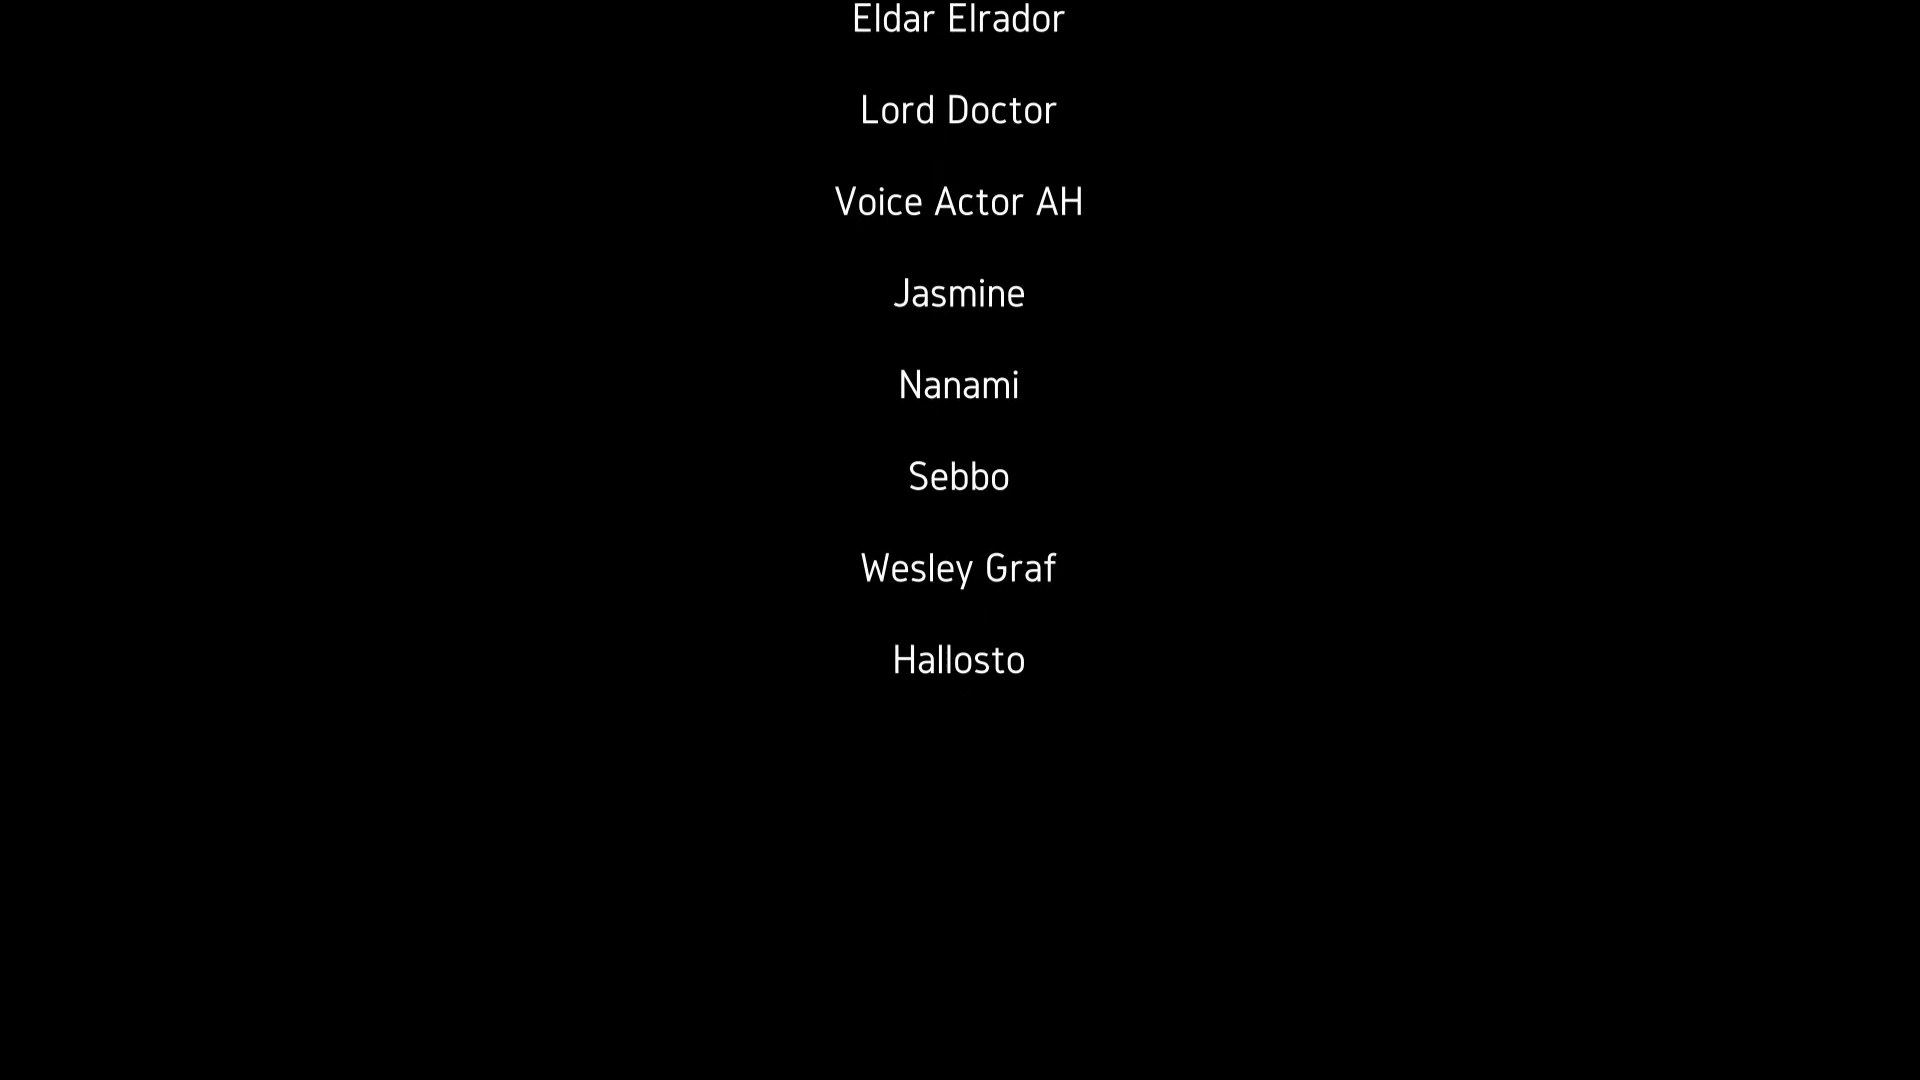 Eldar Elrador
Lord Doctor
Voice Actor AH
Jasmine
Nanami
Sebbo
Wesley Graf
Hallosto